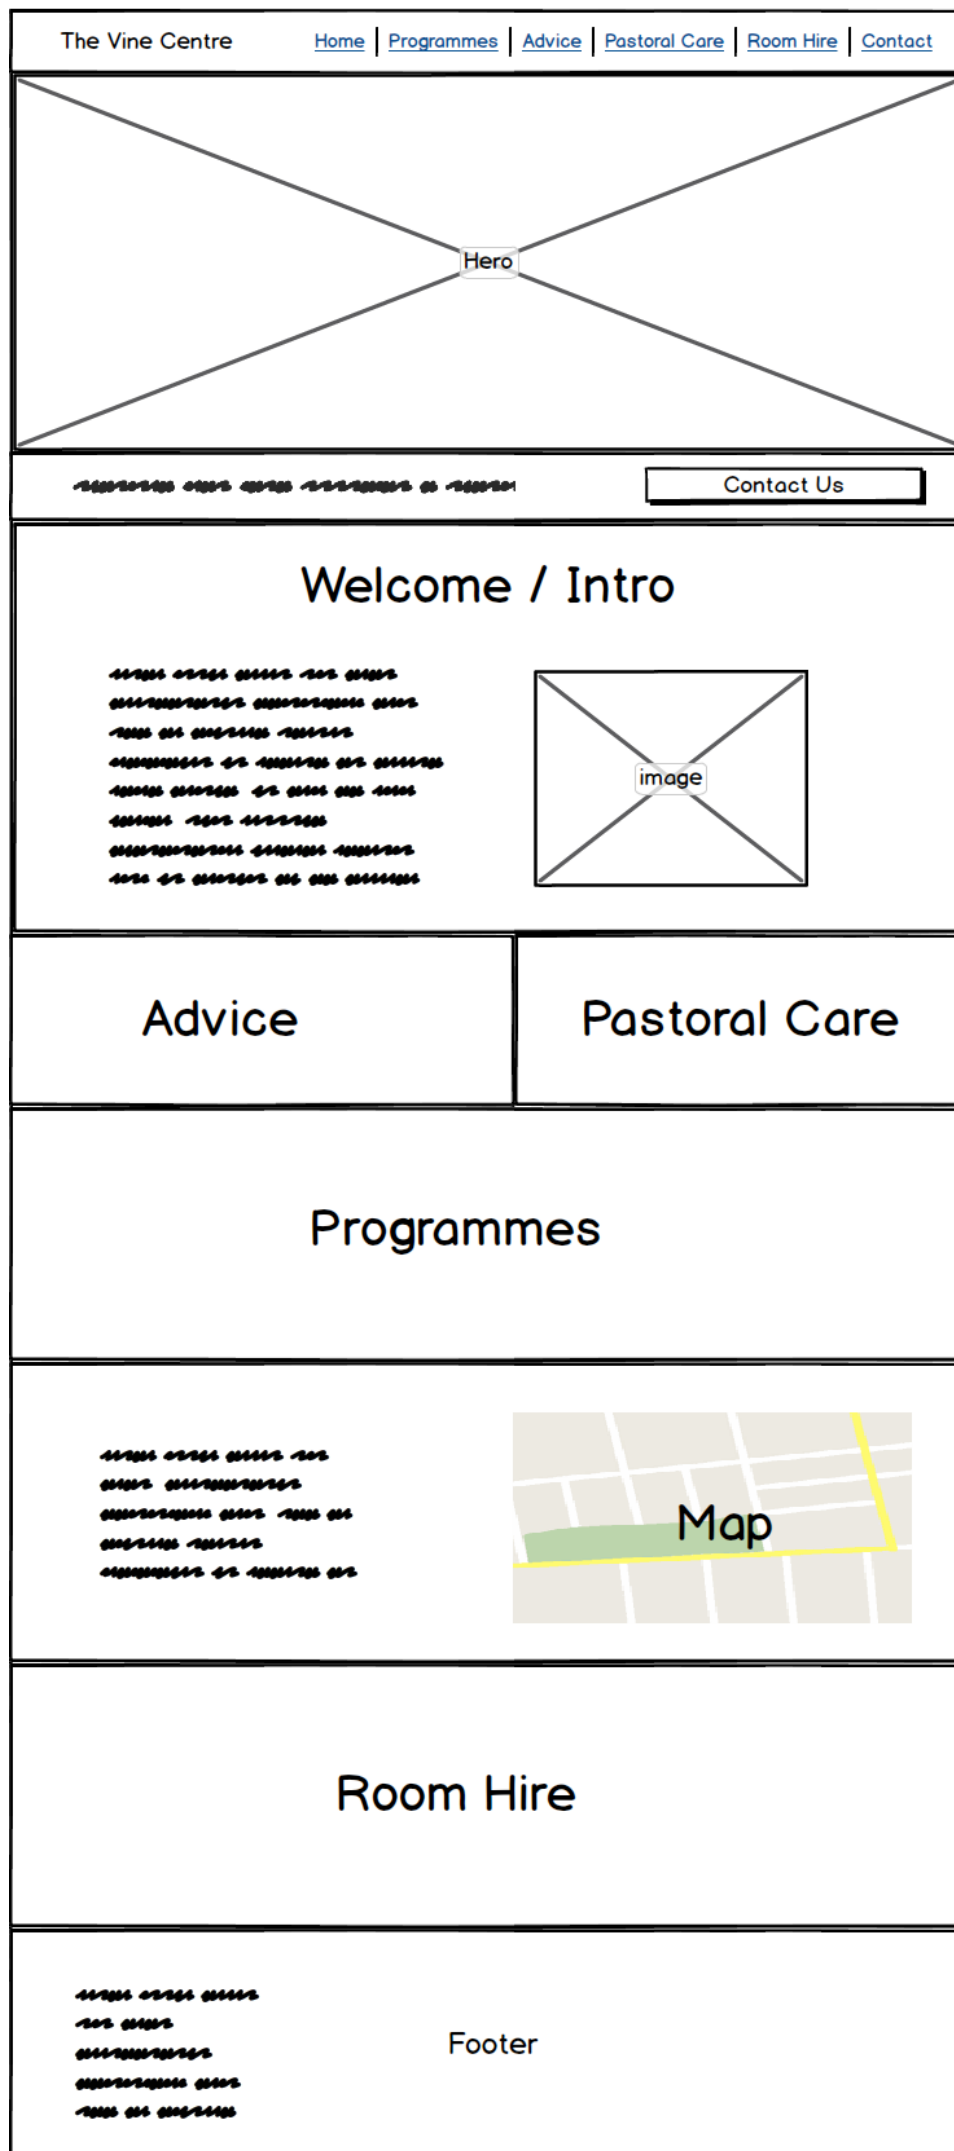 The Vine Centre
Home | Programmes | Advice | Pastoral Care | Room Hire | Contact
Hero
Contact Us
Welcome / Intro
image
Advice
Pastoral Care
Programmes
Map
Room Hire
Footer